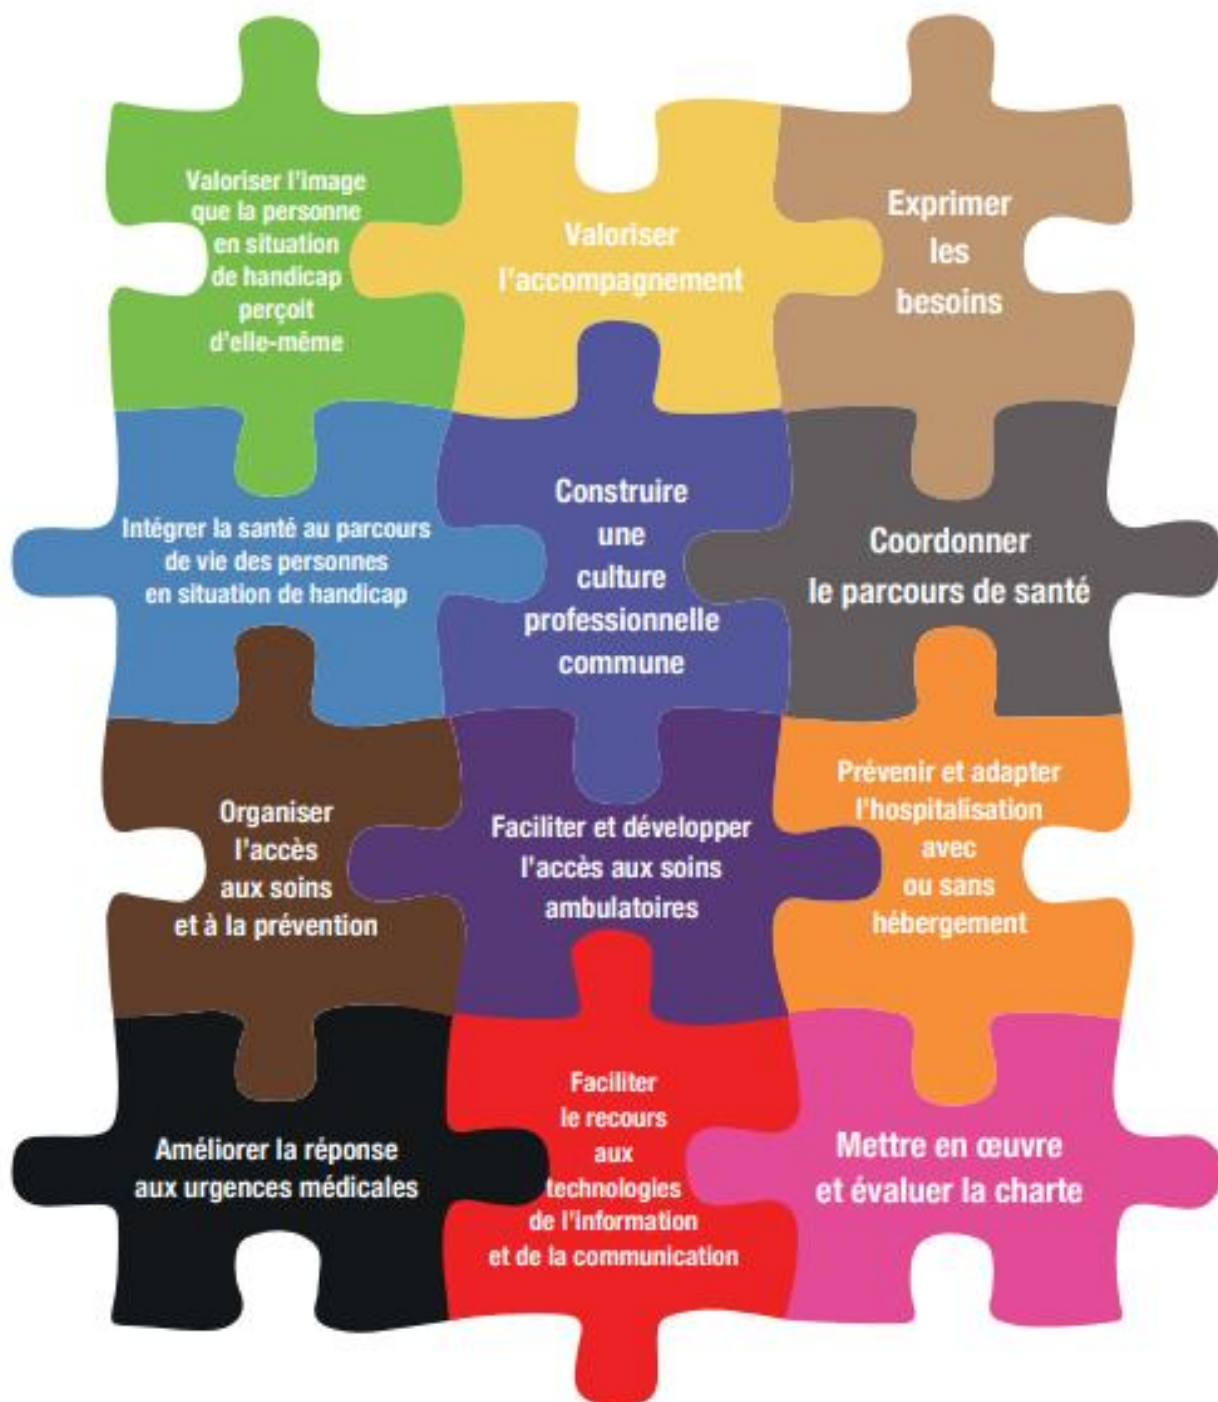 Valoriser l'image
que la personne
en situation
de handicap
perçoit
d'elle-même
Valoriser
l'accompagnement
Exprimer
les
besoins
Intégrer la santé au parcours
de vie des personnes
en situation de handicap
Construire
une
culture
professionnelle
commune
Coordonner
le parcours de santé
Organiser
l'accès
aux soins
et à la prévention
Faciliter et développer
l'accès aux soins
ambulatoires
Prévenir et adapter
l'hospitalisation
avec
ou sans
hébergement
Améliorer la réponse
aux urgences médicales
Faciliter
le recours
aux
technologies
de l'information
et de la communication
Mettre en œuvre
et évaluer la charte